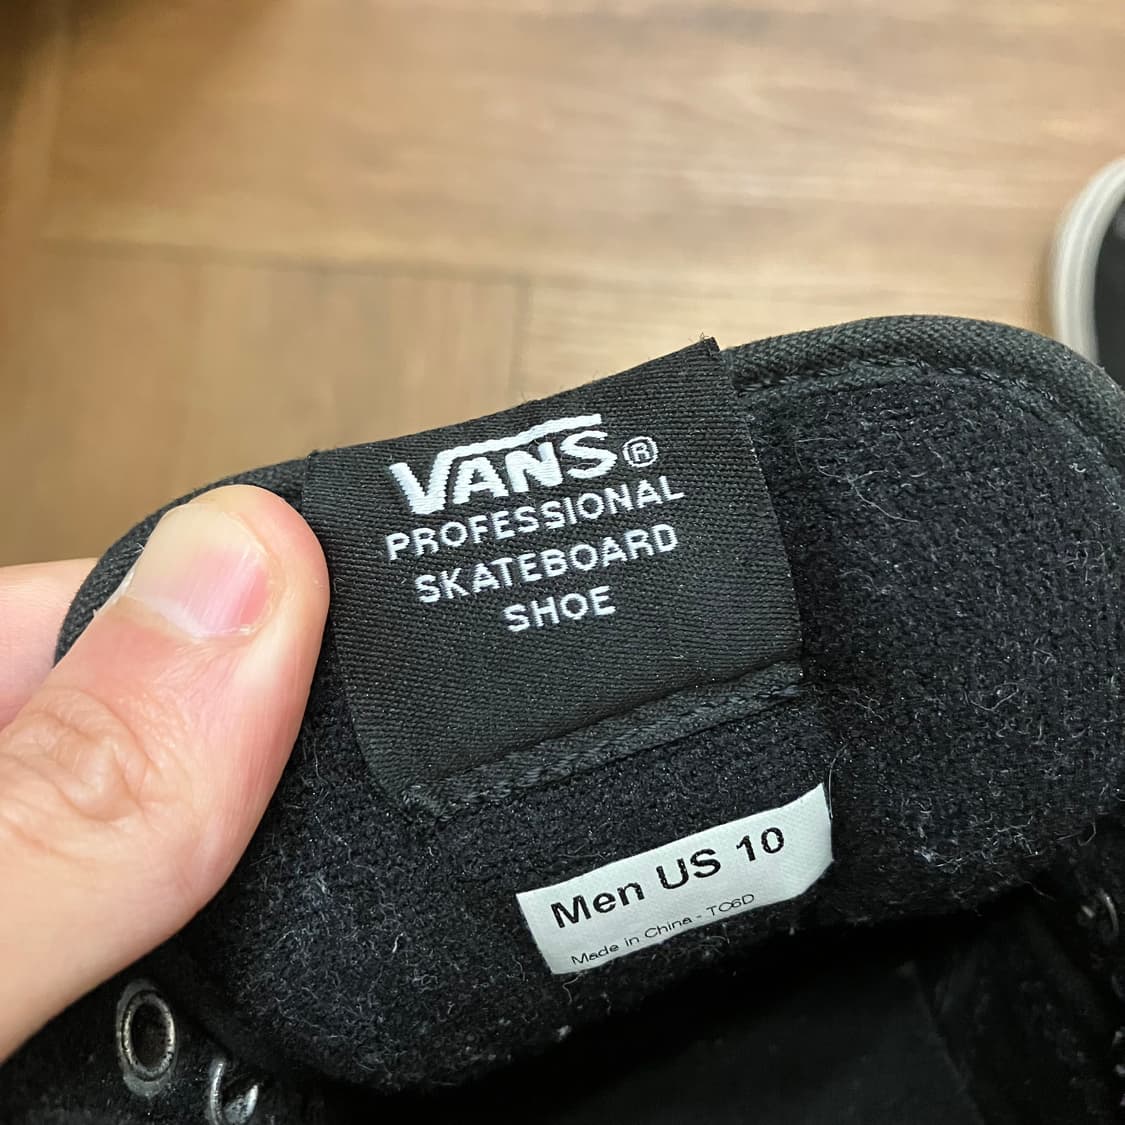 VANS®
PROFESSIONAL
SKATEBOARD
SHOE
Men US 10
Made in China - TC6D